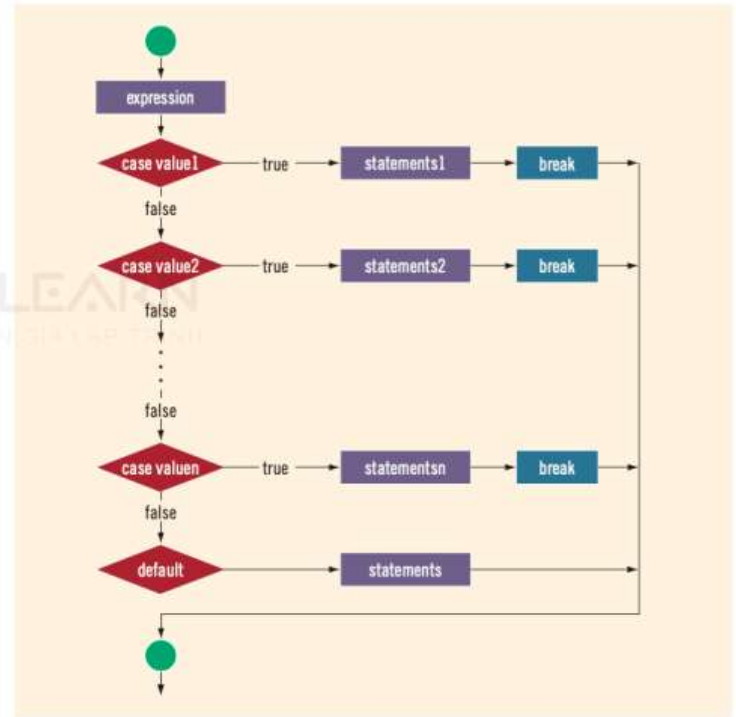 expression
case value1 true statements1 break
false
case value2 true statements2 break
LEARN
false
false
case valuen true statementsn break
false
default statements